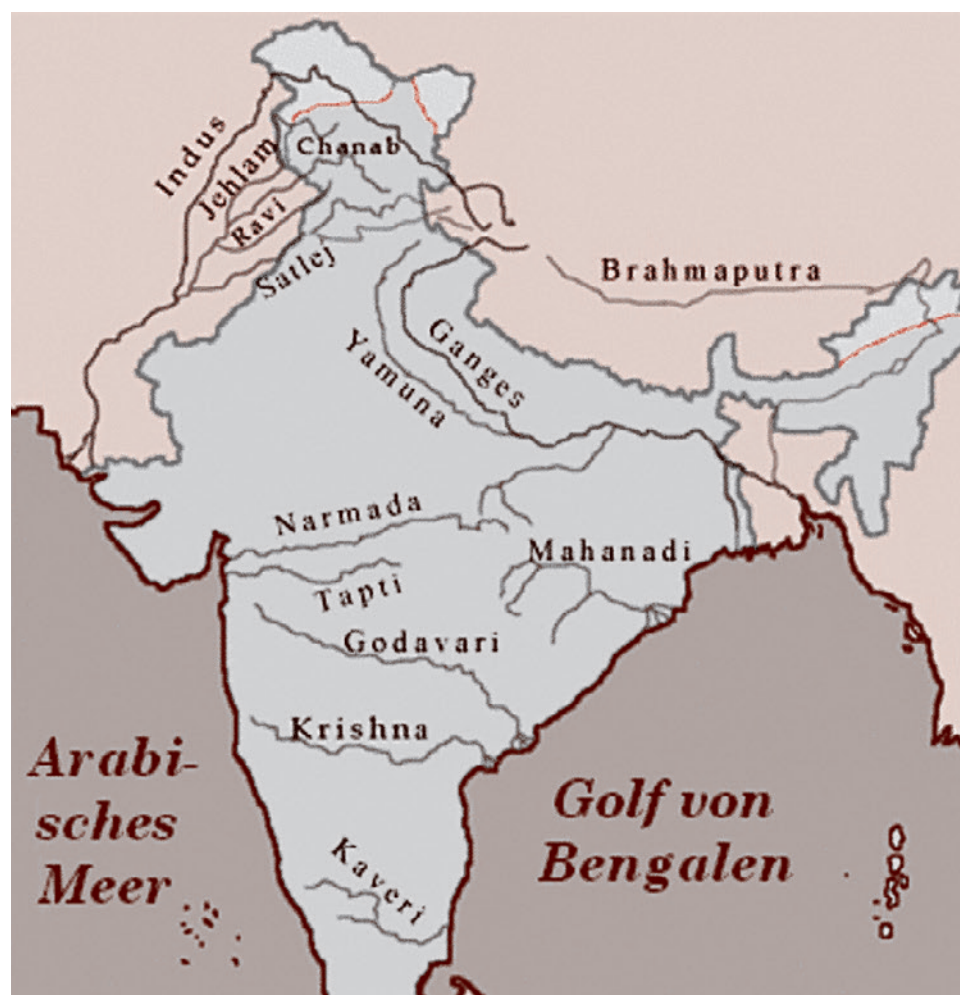 Indus
Jehlam
Chanab
Ravi
Satlej
Brahmaputra
Ganges
Yamuna
Narmada
Mahanadi
Tapti
Godavari
Krishna
Arabi-
sches
Meer
Golf von
Bengalen
Kaveri